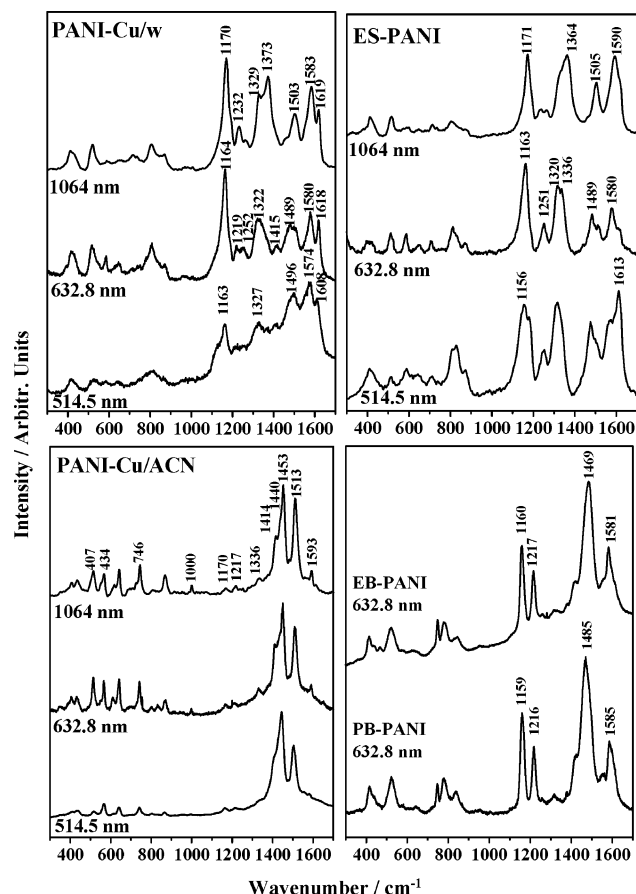 PANI-Cu/w
1170
1232
1329
1373
1503
1583
1619
1064 nm
1164
1219
1252
1322
1415
1489
1580
1618
632.8 nm
1163
1327
1496
1574
1608
514.5 nm
400 600 800 1000 1200 1400 1600
ES-PANI
1171
1364
1505
1590
1064 nm
1163
1251
1320
1336
1489
1580
632.8 nm
1156
1613
514.5 nm
400 600 800 1000 1200 1400 1600
Intensity / Arbitr. Units
PANI-Cu/ACN
407
434
746
1000
1170
1217
1336
1414
1440
1453
1513
1593
1064 nm
632.8 nm
514.5 nm
400 600 800 1000 1200 1400 1600
1160
1217
1469
1581
EB-PANI
632.8 nm
1159
1216
1485
1585
PB-PANI
632.8 nm
400 600 800 1000 1200 1400 1600
Wavenumber / cm⁻¹